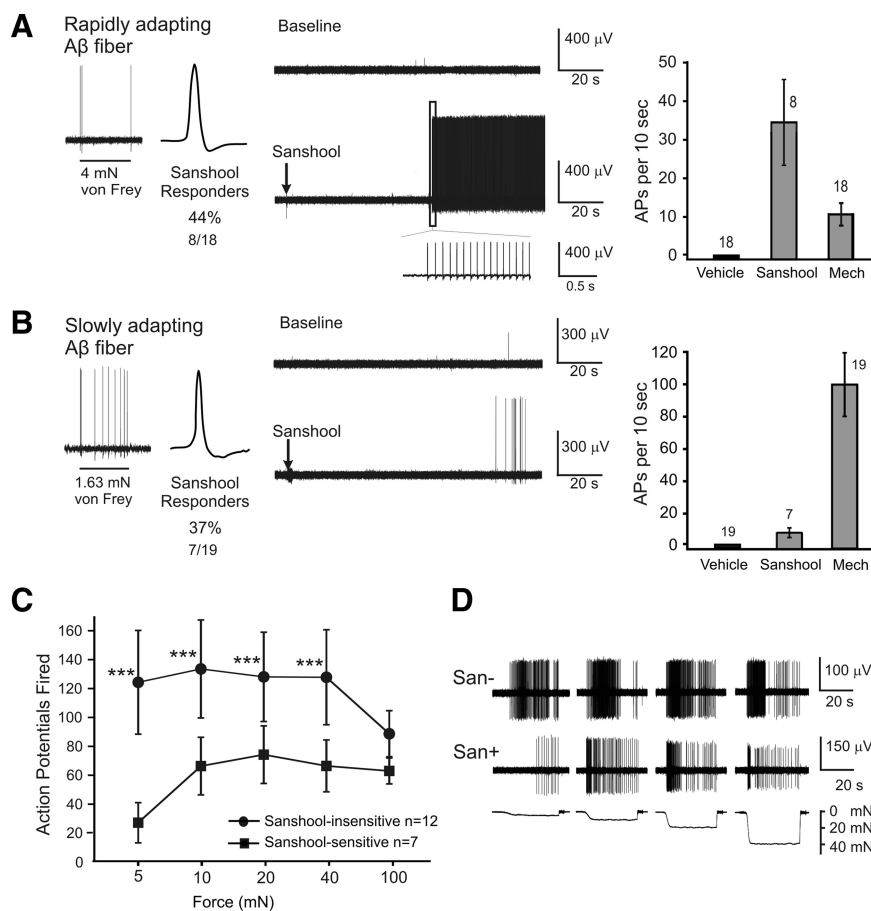 A
Rapidly adapting
Aβ fiber
4 mN
von Frey
Sanshool
Responders
44%
8/18
Baseline
400 µV
20 s
Sanshool
400 µV
20 s
400 µV
0.5 s
APs per 10 sec
50
40
30
20
10
0
18
8
18
Vehicle
Sanshool
Mech
B
Slowly adapting
Aβ fiber
1.63 mN
von Frey
Sanshool
Responders
37%
7/19
Baseline
300 µV
20 s
Sanshool
300 µV
20 s
APs per 10 sec
120
100
80
60
40
20
0
19
7
19
Vehicle
Sanshool
Mech
C
Action Potentials Fired
160
140
120
100
80
60
40
20
0
***
***
***
***
Sanshool-insensitive n=12
Sanshool-sensitive n=7
5
10
20
40
100
Force (mN)
D
San-
100 µV
20 s
San+
150 µV
20 s
0 mN
20 mN
40 mN